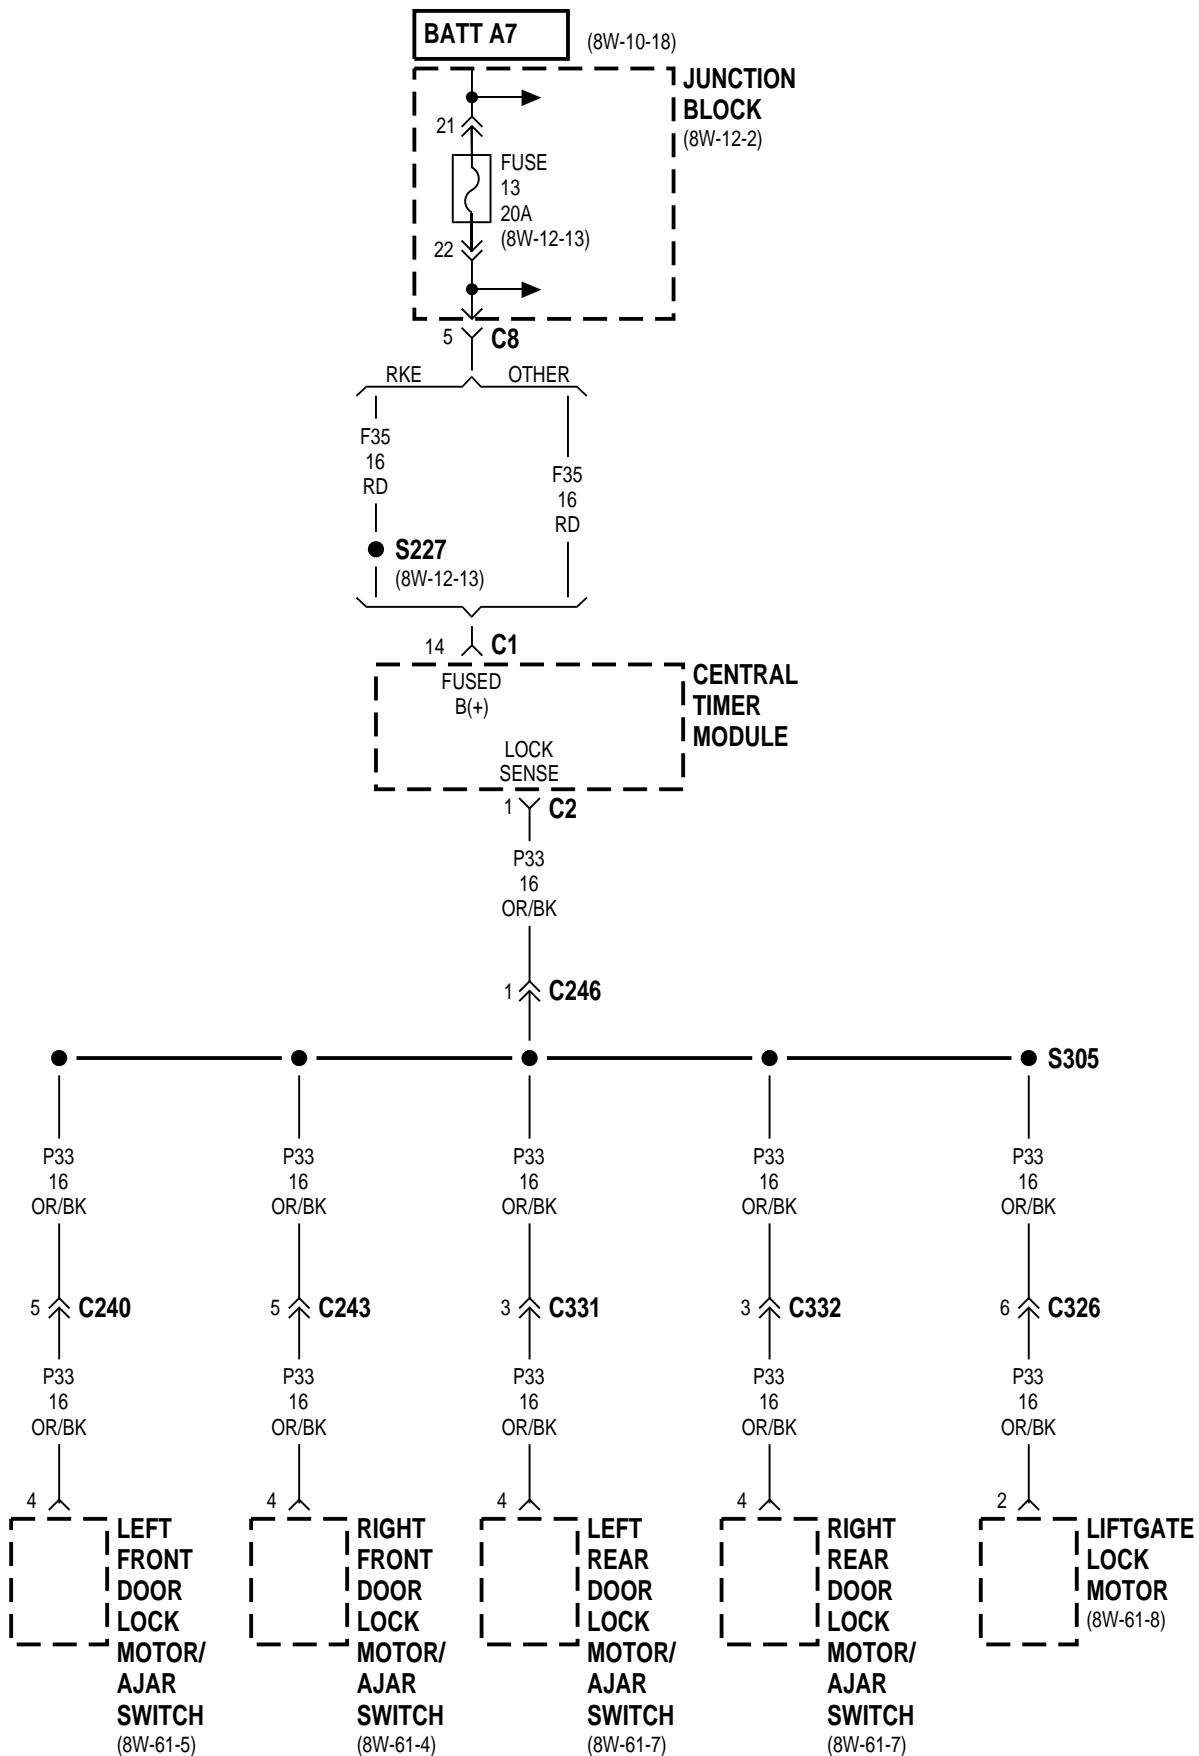 BATT A7
(8W-10-18)
JUNCTION
BLOCK
(8W-12-2)
21
FUSE
13
20A
(8W-12-13)
22
5
C8
RKE
OTHER
F35
16
RD
F35
16
RD
S227
(8W-12-13)
14
C1
FUSED
B(+)
CENTRAL
TIMER
MODULE
LOCK
SENSE
1
C2
P33
16
OR/BK
1
C246
S305
P33
16
OR/BK
P33
16
OR/BK
P33
16
OR/BK
P33
16
OR/BK
P33
16
OR/BK
5
C240
5
C243
3
C331
3
C332
6
C326
P33
16
OR/BK
P33
16
OR/BK
P33
16
OR/BK
P33
16
OR/BK
P33
16
OR/BK
4
LEFT
FRONT
DOOR
LOCK
MOTOR/
AJAR
SWITCH
(8W-61-5)
4
RIGHT
FRONT
DOOR
LOCK
MOTOR/
AJAR
SWITCH
(8W-61-4)
4
LEFT
REAR
DOOR
LOCK
MOTOR/
AJAR
SWITCH
(8W-61-7)
4
RIGHT
REAR
DOOR
LOCK
MOTOR/
AJAR
SWITCH
(8W-61-7)
2
LIFTGATE
LOCK
MOTOR
(8W-61-8)